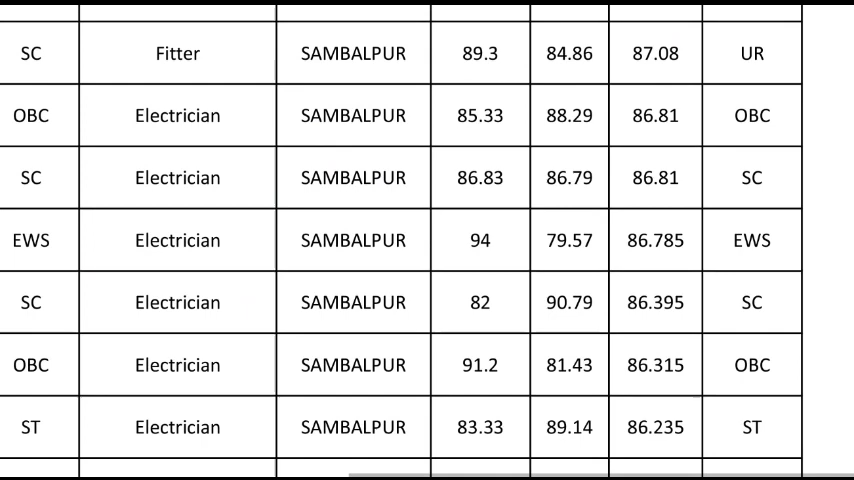 SC Fitter SAMBALPUR 89.3 84.86 87.08 UR
OBC Electrician SAMBALPUR 85.33 88.29 86.81 OBC
SC Electrician SAMBALPUR 86.83 86.79 86.81 SC
EWS Electrician SAMBALPUR 94 79.57 86.785 EWS
SC Electrician SAMBALPUR 82 90.79 86.395 SC
OBC Electrician SAMBALPUR 91.2 81.43 86.315 OBC
ST Electrician SAMBALPUR 83.33 89.14 86.235 ST